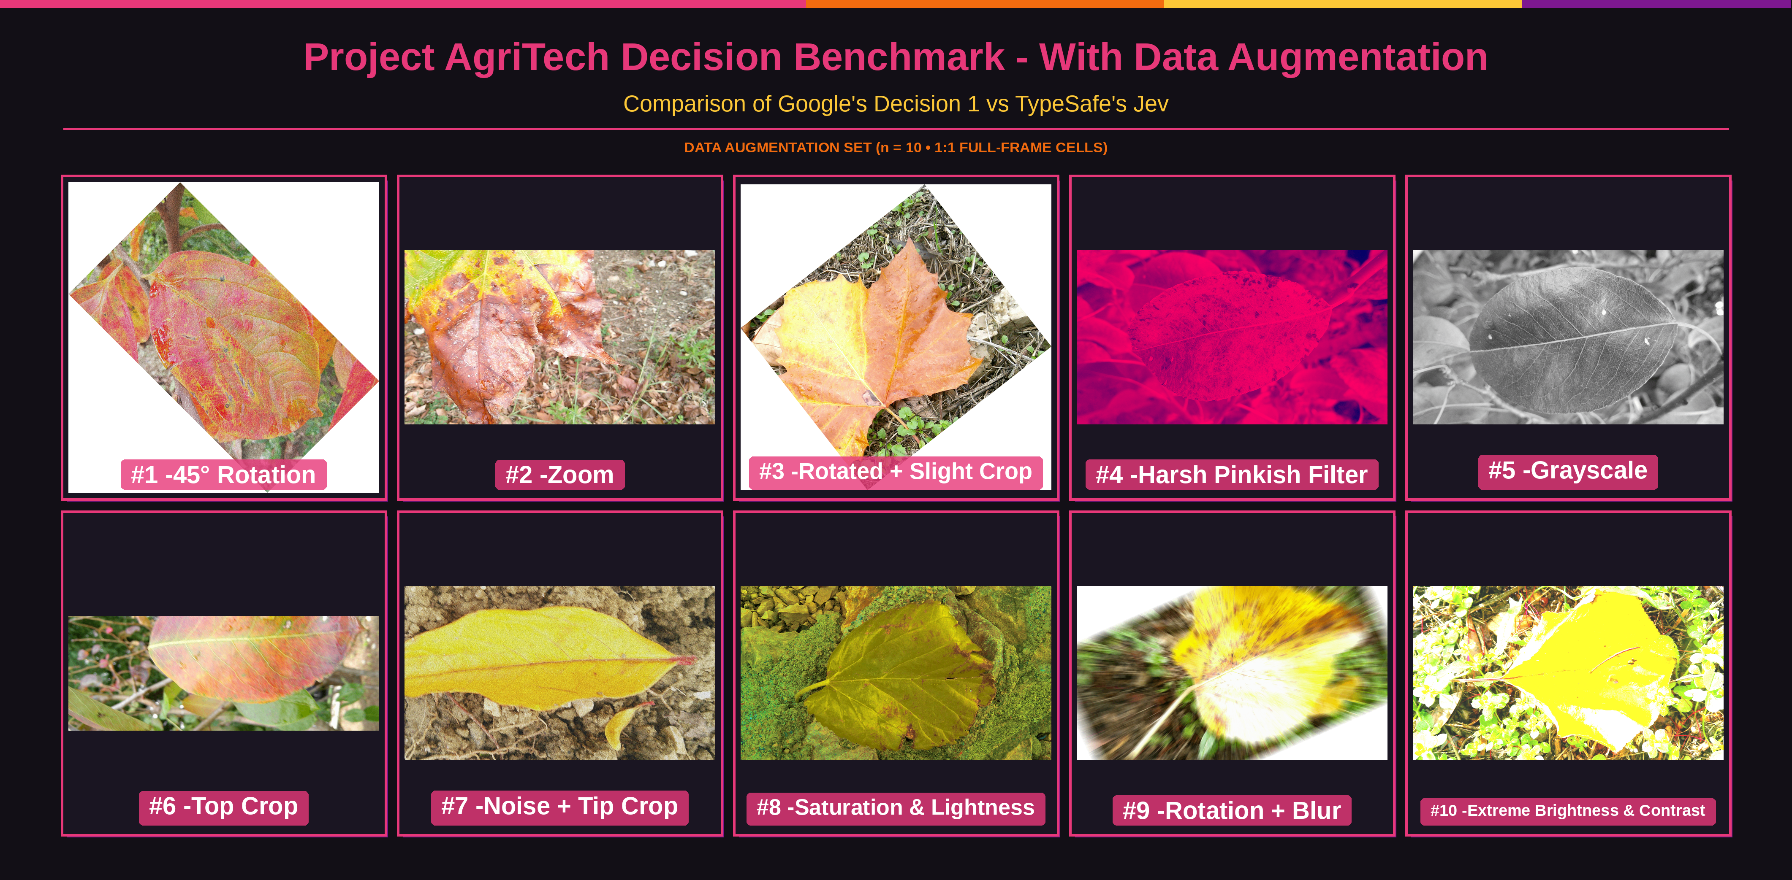 Project AgriTech Decision Benchmark - With Data Augmentation
Comparison of Google's Decision 1 vs TypeSafe's Jev
DATA AUGMENTATION SET (n = 10 • 1:1 FULL-FRAME CELLS)
#1 -45° Rotation
#2 -Zoom
#3 -Rotated + Slight Crop
#4 -Harsh Pinkish Filter
#5 -Grayscale
#6 -Top Crop
#7 -Noise + Tip Crop
#8 -Saturation & Lightness
#9 -Rotation + Blur
#10 -Extreme Brightness & Contrast